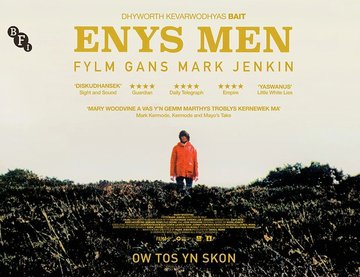 DHYWORTH KEVARWODHYAS BAIT
BFI
ENYS MEN
FYLM GANS MARK JENKIN
'DISKUDHANSEK'
Sight and Sound
★★★★
Guardian
★★★★
Daily Telegraph
★★★★
Empire
'YASWANUS'
Little White Lies
'MARY WOODVINE A VAS Y'N GEMM MARTHYS TROBLYS KERNEWEK MA'
Mark Kermode, Kermode and Mayo's Take
OW TOS YN SKON